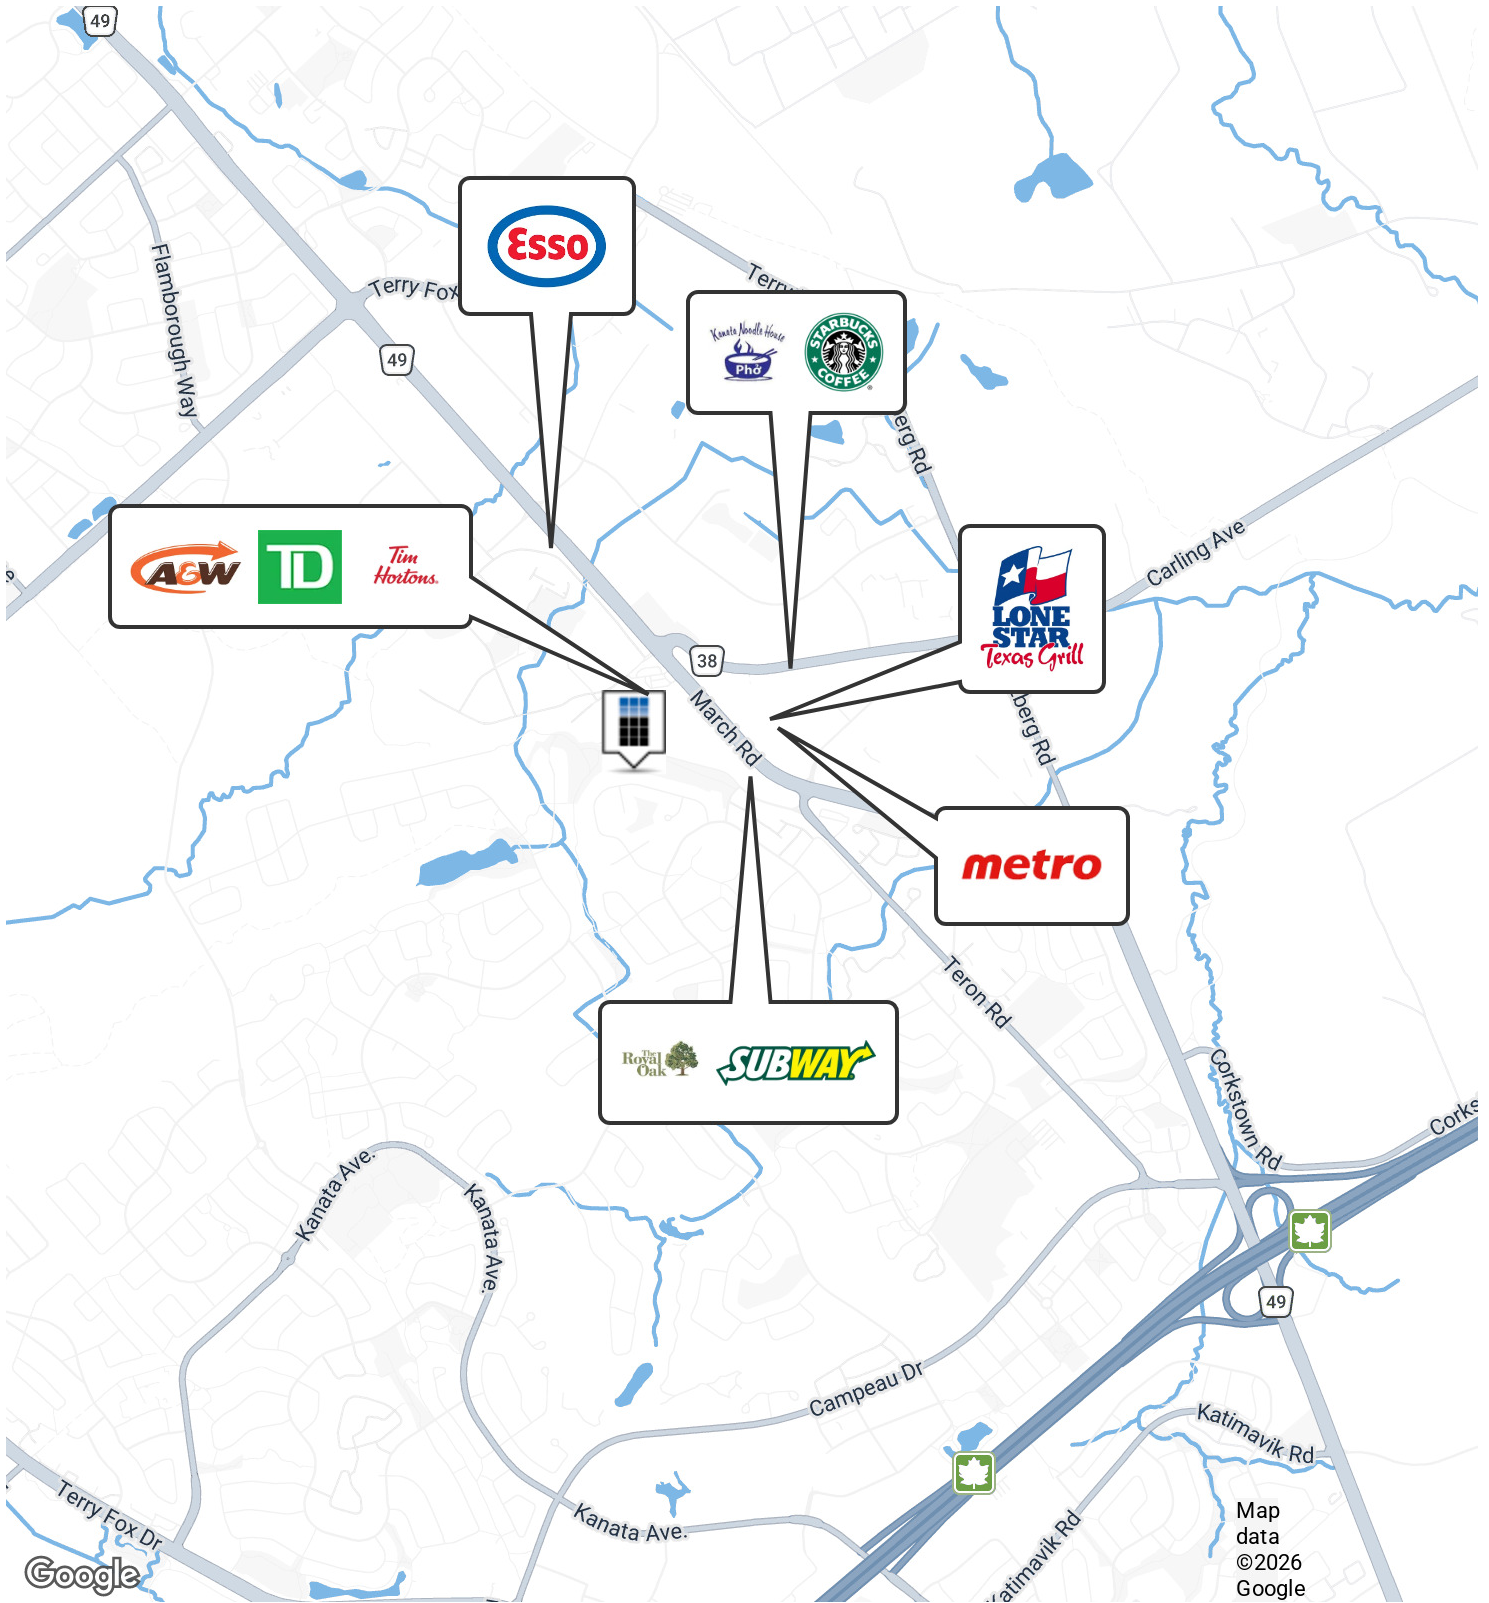 49
Esso
Terry
Terry Fox
Flamborough Way
49
Kanata Noodle House
Phở
STARBUCKS
COFFEE
erg Rd
A&W
TD
Tim
Hortons
Carling Ave
LONE
STAR
Texas Grill
38
March Rd
berg Rd
metro
Teron Rd
The
Royal
Oak
SUBWAY
Corkstown Rd
Corks
Kanata Ave.
Kanata Ave.
49
Campeau Dr
Katimavik Rd
Terry Fox Dr
Kanata Ave.
Katimavik Rd
Map
data
©2026
Google
Google